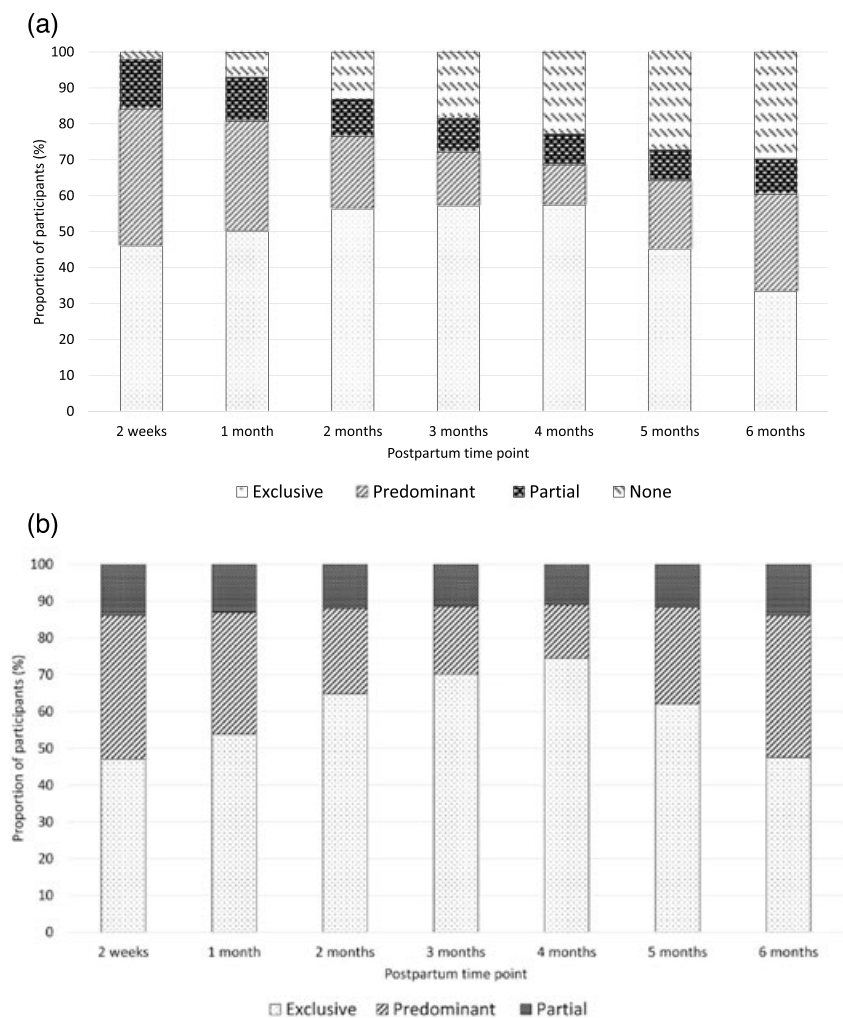 (a)
100
90
80
70
60
50
40
30
20
10
0
Proportion of participants (%)
2 weeks 1 month 2 months 3 months 4 months 5 months 6 months
Postpartum time point
Exclusive Predominant Partial None
(b)
100
90
80
70
60
50
40
30
20
10
0
Proportion of participants (%)
2 weeks 1 month 2 months 3 months 4 months 5 months 6 months
Postpartum time point
Exclusive Predominant Partial